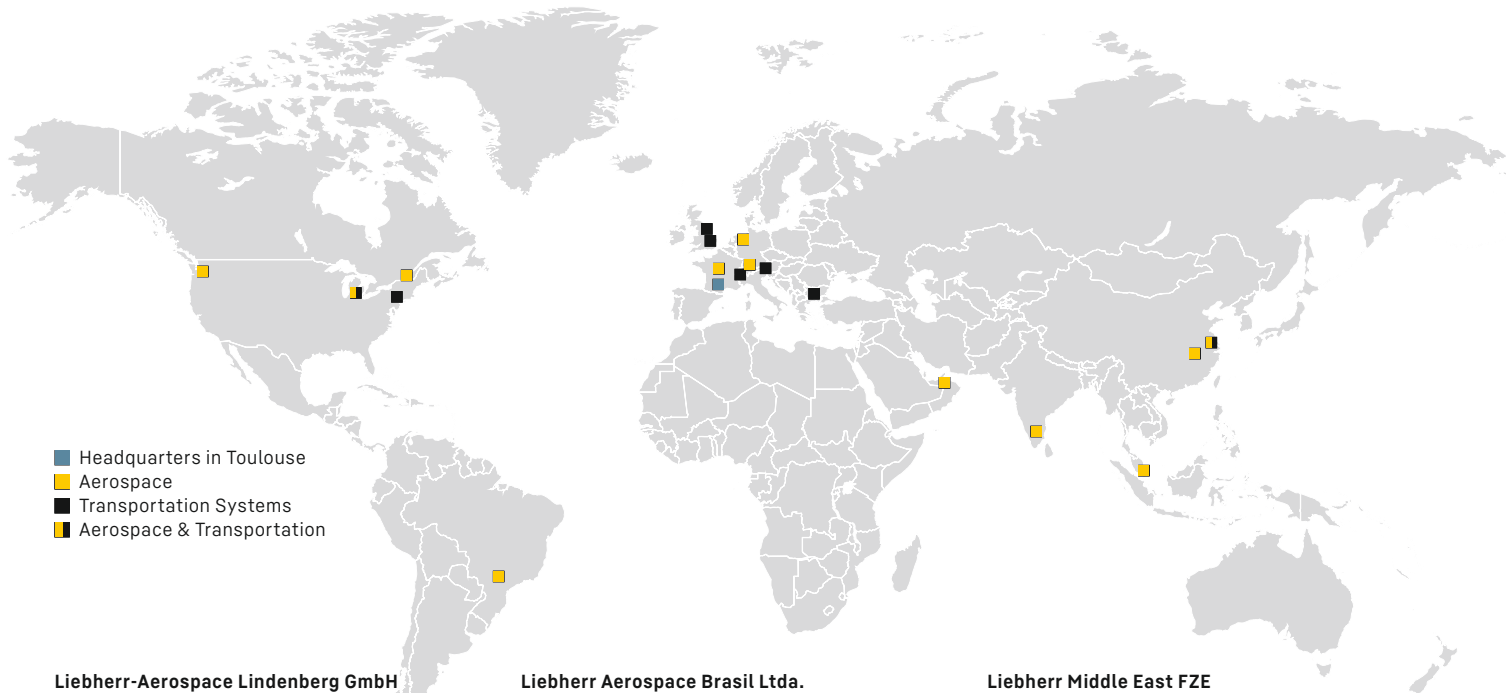 Headquarters in Toulouse
Aerospace
Transportation Systems
Aerospace & Transportation
Liebherr-Aerospace Lindenberg GmbH
Liebherr Aerospace Brasil Ltda.
Liebherr Middle East FZE